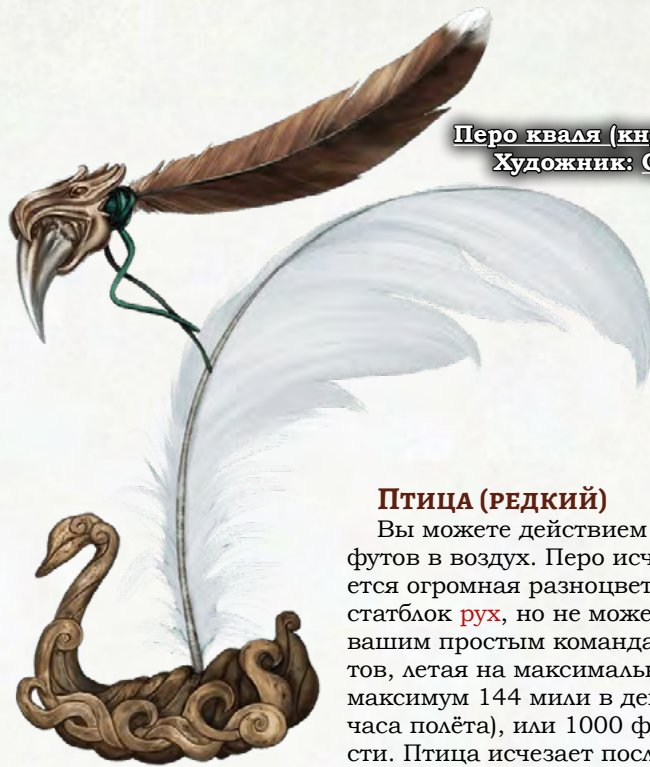 Перо кваля (кн
Художник:
Птица (редкий)
Вы можете действием
футов в воздух. Перо исч
ется огромная разноцвет
статблок рух, но не може
вашим простым команда
тов, летая на максималь
максимум 144 мили в де
часа полёта), или 1000 ф
сти. Птица исчезает посл